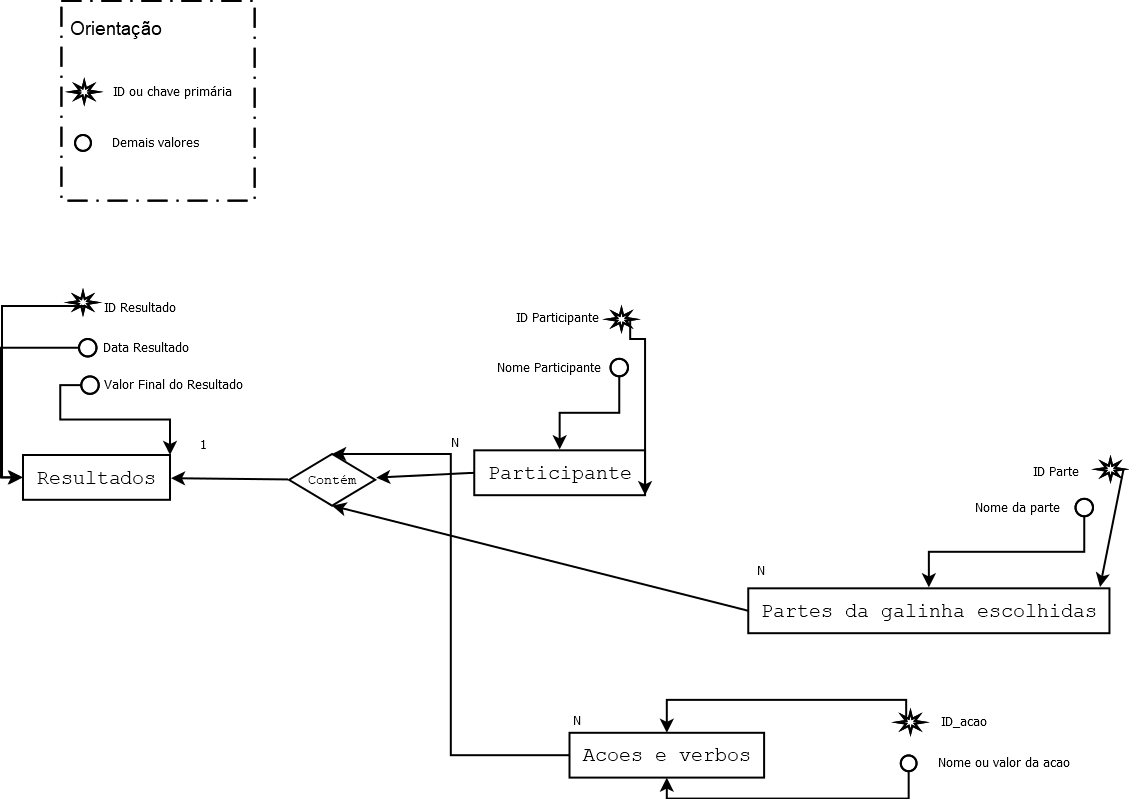 Orientação
ID ou chave primária
Demais valores
ID Resultado
Data Resultado
Valor Final do Resultado
1
Resultados
Contém
N
ID Participante
Nome Participante
Participante
ID Parte
Nome da parte
N
Partes da galinha escolhidas
N
Acoes e verbos
ID_acao
Nome ou valor da acao